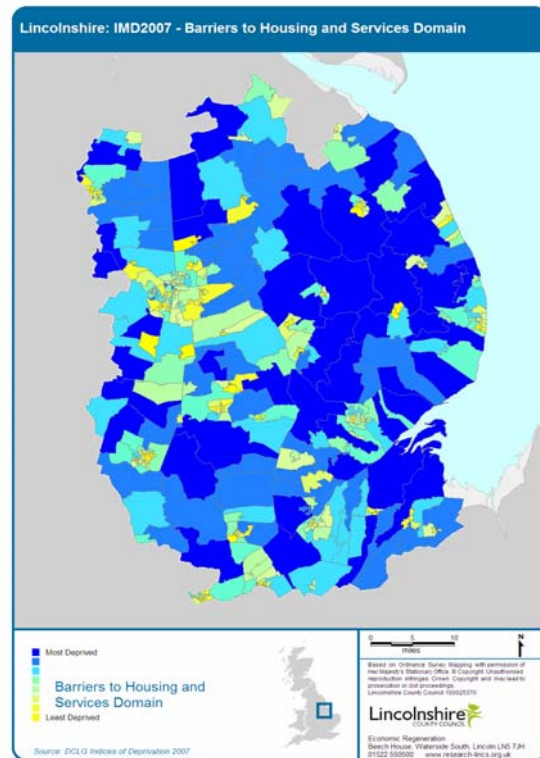 Lincolnshire: IMD2007 - Barriers to Housing and Services Domain
Most Deprived
Barriers to Housing and
Services Domain
Least Deprived
Source: DCLG Indices of Deprivation 2007
0 5 10
miles
N
Based on Ordnance Survey Mapping with permission of
Her Majesty's Stationary Office. © Copyright. Unauthorised
reproduction infringes Crown Copyright and may lead to
prosecution or civil proceedings.
Lincolnshire County Council 100025370
Lincolnshire
COUNTY COUNCIL
Economic Regeneration
Beech House, Waterside South, Lincoln LN5 7JH
01522 550500 www.research-lincs.org.uk